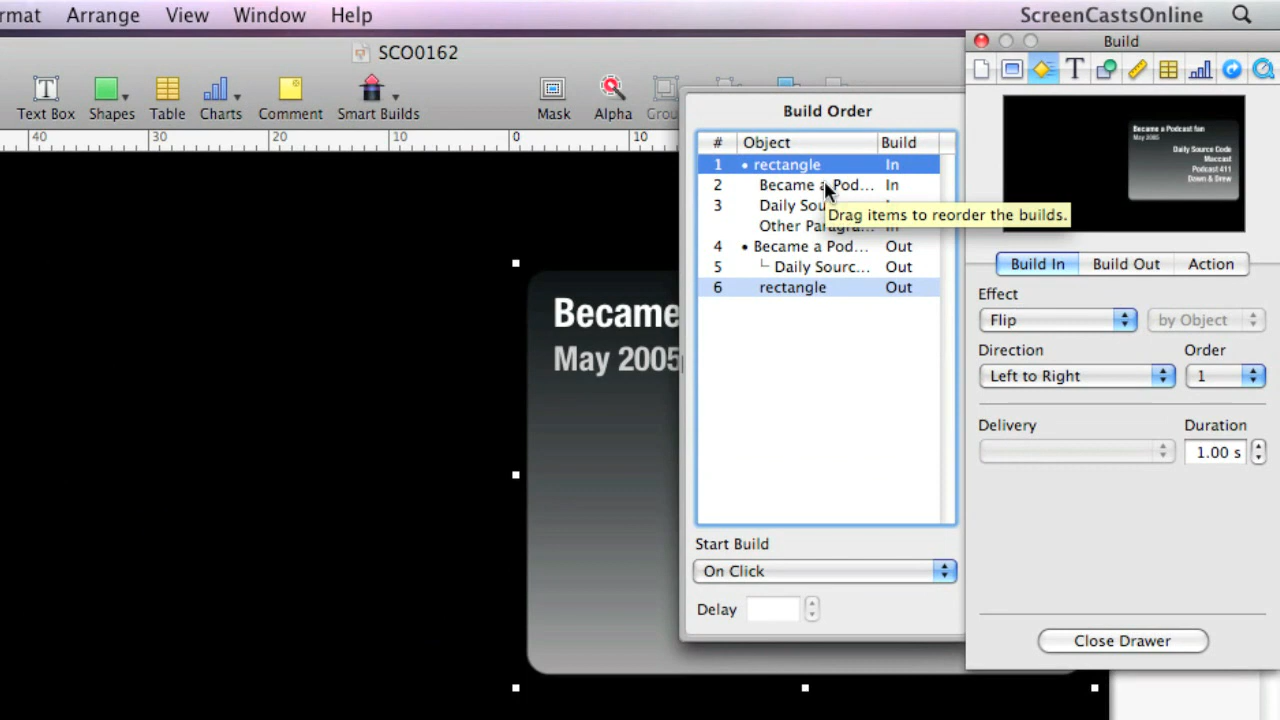 rmat Arrange View Window Help ScreenCastsOnline
SCO0162
Build
Text Box Shapes Table Charts Comment Smart Builds Mask Alpha Grou
40 30 20 10 0 10
Build Order
# Object Build
1 • rectangle In
2 Became a Pod... In
3 Daily Sou
Drag items to reorder the builds.
Other Paragra... In
4 • Became a Pod... Out
5 └ Daily Sourc... Out
6 rectangle Out
Start Build
On Click
Delay
Became
May 2005
Became a Podcast fan
May 2005
Daily Source Code
Maccast
Podcast 411
Down & Drew
Build In Build Out Action
Effect
Flip by Object
Direction Order
Left to Right 1
Delivery Duration
1.00 s
Close Drawer